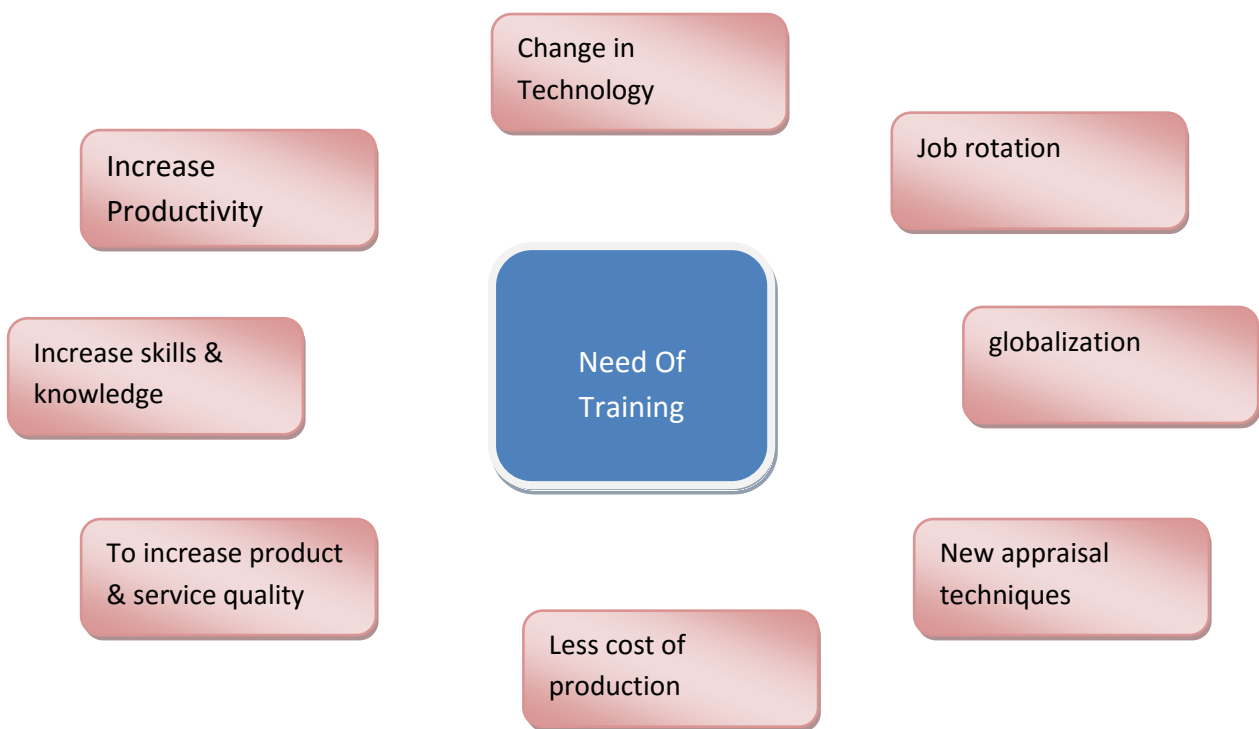 Change in
Technology
Job rotation
Increase
Productivity
globalization
Increase skills &
knowledge
Need Of
Training
New appraisal
techniques
To increase product
& service quality
Less cost of
production